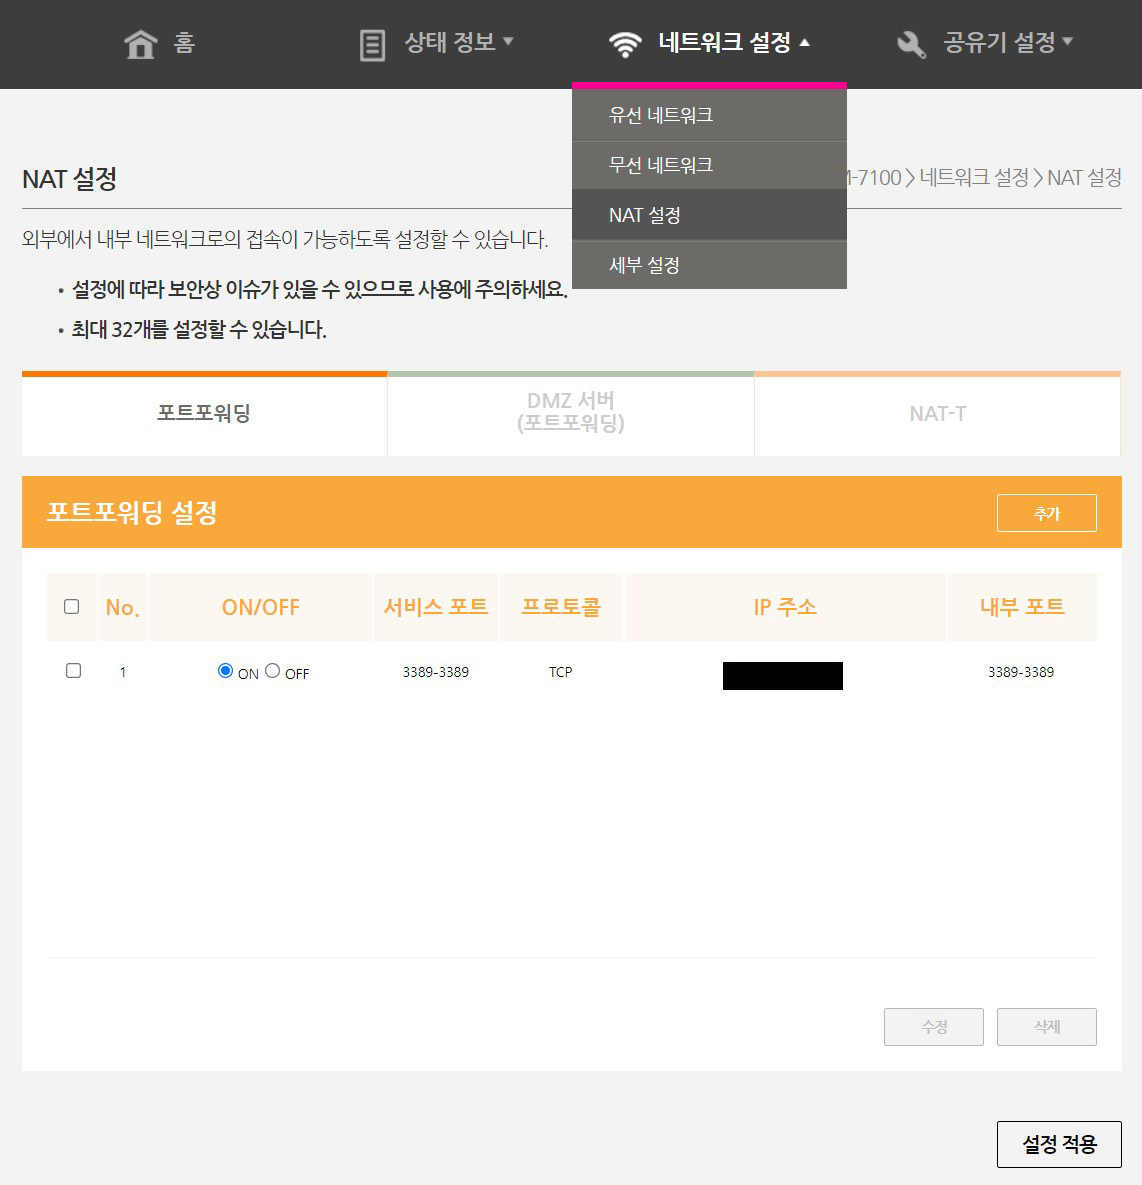 홈
상태 정보
네트워크 설정
공유기 설정
유선 네트워크
무선 네트워크
NAT 설정
세부 설정
NAT 설정
-7100 > 네트워크 설정 > NAT 설정
외부에서 내부 네트워크로의 접속이 가능하도록 설정할 수 있습니다.
• 설정에 따라 보안상 이슈가 있을 수 있으므로 사용에 주의하세요.
• 최대 32개를 설정할 수 있습니다.
포트포워딩
DMZ 서버
(포트포워딩)
NAT-T
포트포워딩 설정
추가
No. ON/OFF 서비스 포트 프로토콜 IP 주소 내부 포트
1 ON OFF 3389-3389 TCP 3389-3389
수정 삭제
설정 적용